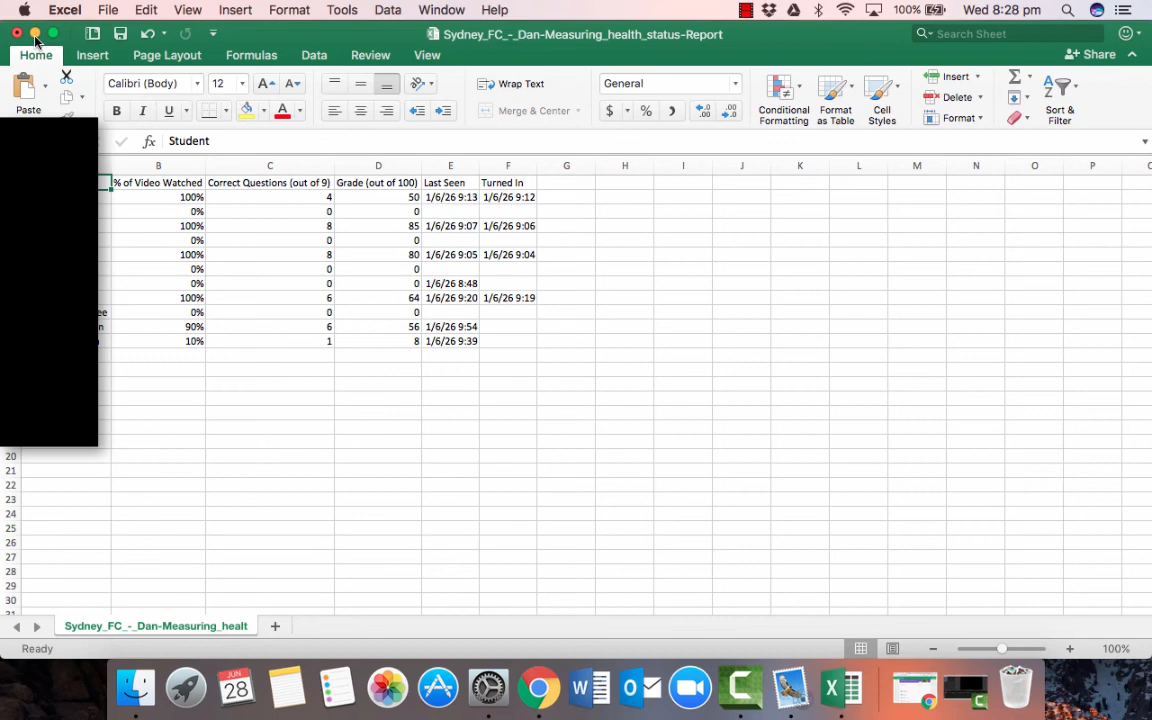 Excel File Edit View Insert Format Tools Data Window Help 100% Wed 8:28 pm
Sydney_FC_-_Dan-Measuring_health_status-Report Search Sheet
Home Insert Page Layout Formulas Data Review View Share
Calibri (Body) 12 A A Wrap Text General Insert
Paste B I U A Merge & Center $ % Conditional Formatting Format as Table Cell Styles Delete Format Sort & Filter
fx Student
B C D E F G H I J K L M N O P
% of Video Watched Correct Questions (out of 9) Grade (out of 100) Last Seen Turned In
100% 4 50 1/6/26 9:13 1/6/26 9:12
0% 0 0
100% 8 85 1/6/26 9:07 1/6/26 9:06
0% 0 0
100% 8 80 1/6/26 9:05 1/6/26 9:04
0% 0 0
0 0 1/6/26 8:48
100% 6 64 1/6/26 9:20 1/6/26 9:19
ee 0% 0 0
n 90% 6 56 1/6/26 9:54
10% 1 8 1/6/26 9:39
20
21
22
23
24
25
26
27
28
29
30
Sydney_FC_-_Dan-Measuring_healt
Ready 100%
JUN
28